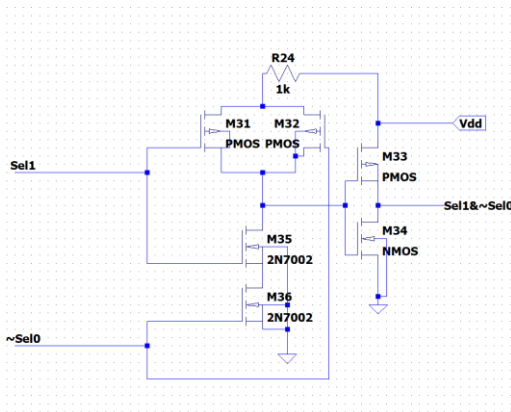 R24
1k
Vdd
M31
PMOS
M32
PMOS
Sel1
M33
PMOS
Sel1&~Sel0
M34
NMOS
M35
2N7002
M36
2N7002
~Sel0